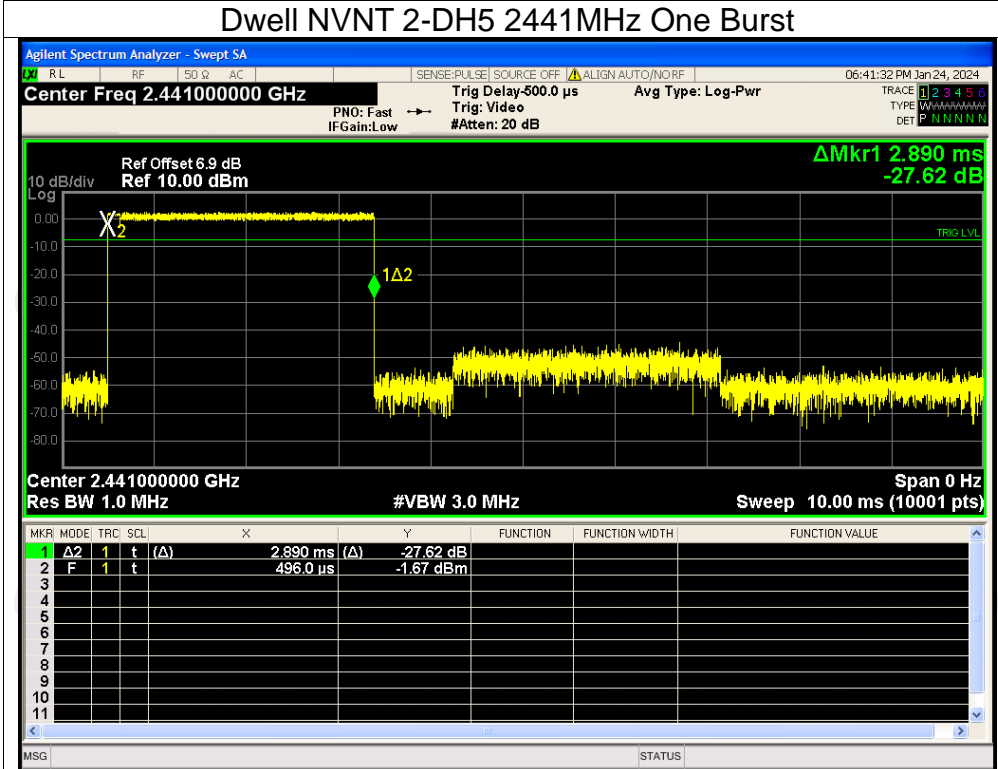 Dwell NVNT 2-DH5 2441MHz One Burst
Agilent Spectrum Analyzer - Swept SA
LXI RL RF 50 Ω AC SENSE:PULSE SOURCE OFF ALIGN AUTO/NO RF 06:41:32 PM Jan 24, 2024
Center Freq 2.441000000 GHz
PNO: Fast
IFGain:Low
Trig Delay-500.0 µs
Trig: Video
#Atten: 20 dB
Avg Type: Log-Pwr
TRACE 1 2 3 4 5 6
TYPE
DET P N N N N N
ΔMkr1 2.890 ms
-27.62 dB
Ref Offset 6.9 dB
10 dB/div Ref 10.00 dBm
Log
0.00
-10.0
-20.0
-30.0
-40.0
-50.0
-60.0
-70.0
-80.0
2
1Δ2
TRIG LVL
Center 2.441000000 GHz Span 0 Hz
Res BW 1.0 MHz #VBW 3.0 MHz Sweep 10.00 ms (10001 pts)
MKR MODE TRC SCL X Y FUNCTION FUNCTION WIDTH FUNCTION VALUE
1 Δ2 1 t (Δ) 2.890 ms (Δ) -27.62 dB
2 F 1 t 496.0 µs -1.67 dBm
3
4
5
6
7
8
9
10
11
MSG STATUS